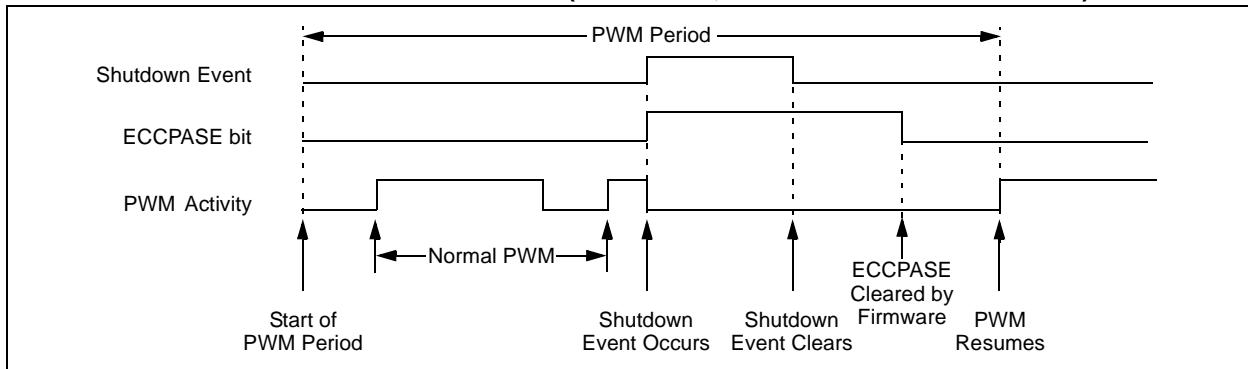 PWM Period
Shutdown Event
ECCPASE bit
PWM Activity
Normal PWM
Start of
PWM Period
Shutdown
Event Occurs
Shutdown
Event Clears
ECCPASE
Cleared by
Firmware
PWM
Resumes